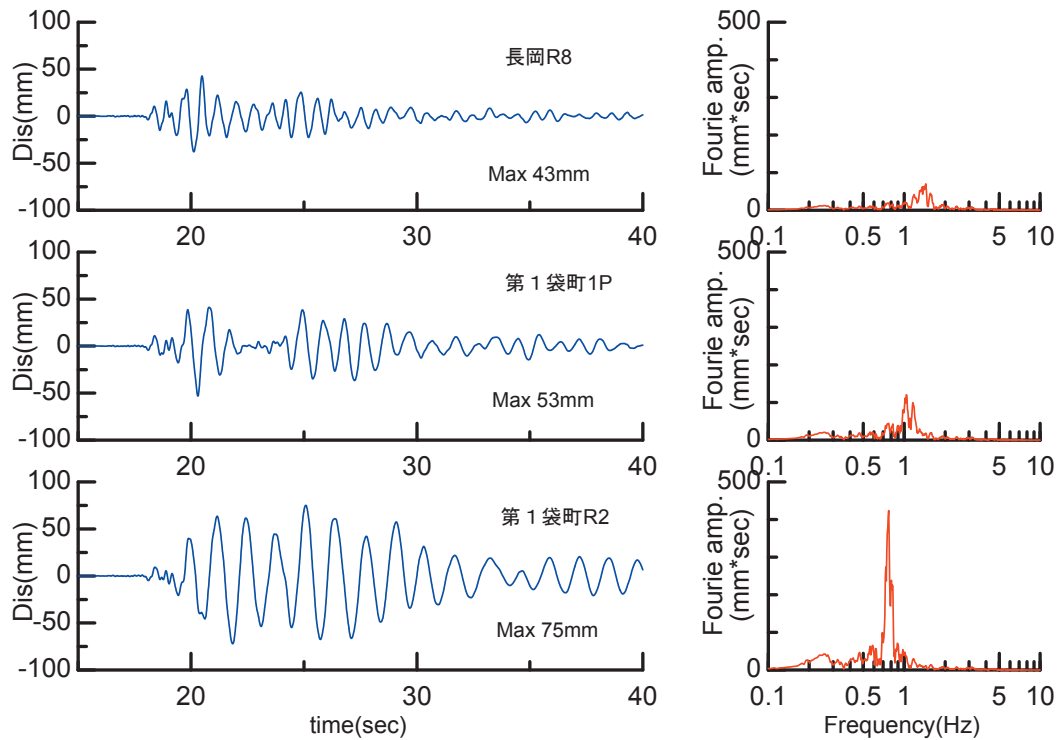 100
50
0
-50
-100
Dis(mm)
長岡R8
Max 43mm
20
30
40
500
0
Fourie amp.
(mm*sec)
0.1
0.5
1
5
10
100
50
0
-50
-100
Dis(mm)
第１袋町1P
Max 53mm
20
30
40
500
0
Fourie amp.
(mm*sec)
0.1
0.5
1
5
10
100
50
0
-50
-100
Dis(mm)
第１袋町R2
Max 75mm
20
30
40
time(sec)
500
0
Fourie amp.
(mm*sec)
0.1
0.5
1
5
10
Frequency(Hz)